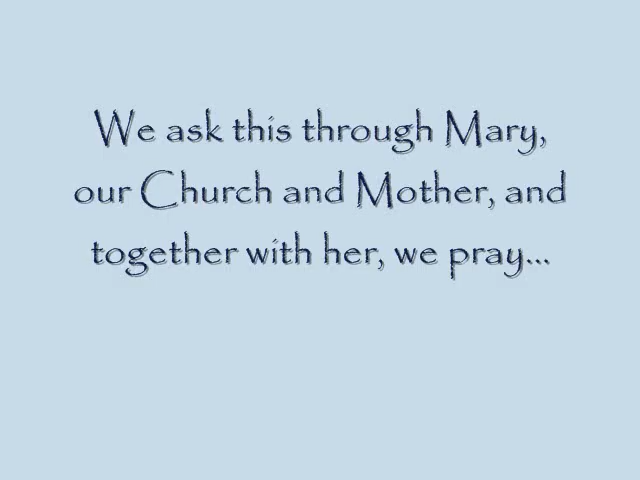 We ask this through Mary,
our Church and Mother, and
together with her, we pray...